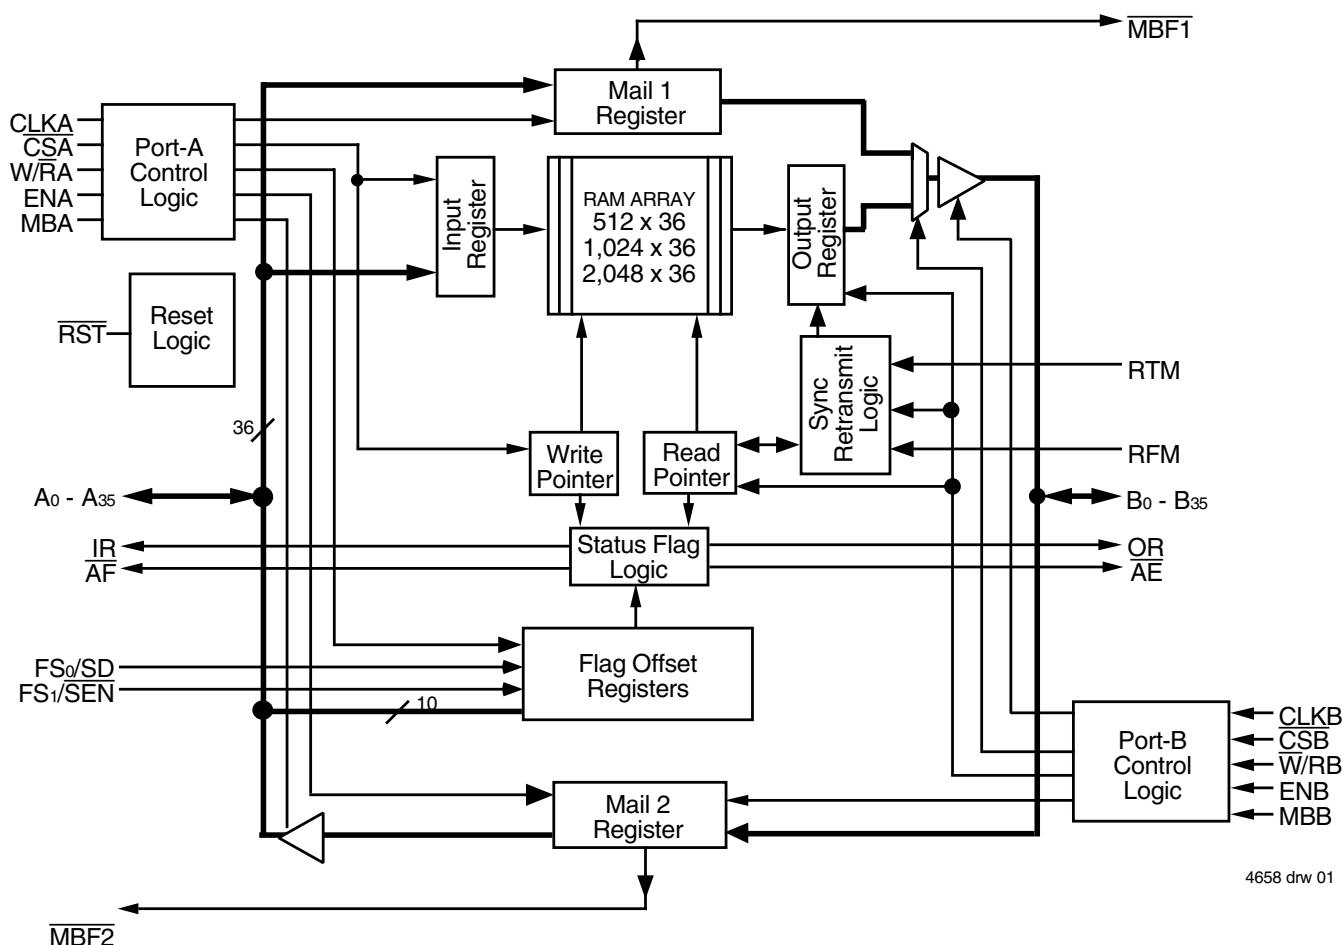 MBF1
Mail 1
Register
CLKA
CSA
W/RA
ENA
MBA
Port-A
Control
Logic
Input
Register
RAM ARRAY
512 x 36
1,024 x 36
2,048 x 36
Output
Register
RST
Reset
Logic
Sync
Retransmit
Logic
RTM
RFM
36
Write
Pointer
Read
Pointer
A0 - A35
B0 - B35
IR
AF
Status Flag
Logic
OR
AE
FS0/SD
FS1/SEN
Flag Offset
Registers
10
Port-B
Control
Logic
CLKB
CSB
W/RB
ENB
MBB
Mail 2
Register
MBF2
4658 drw 01